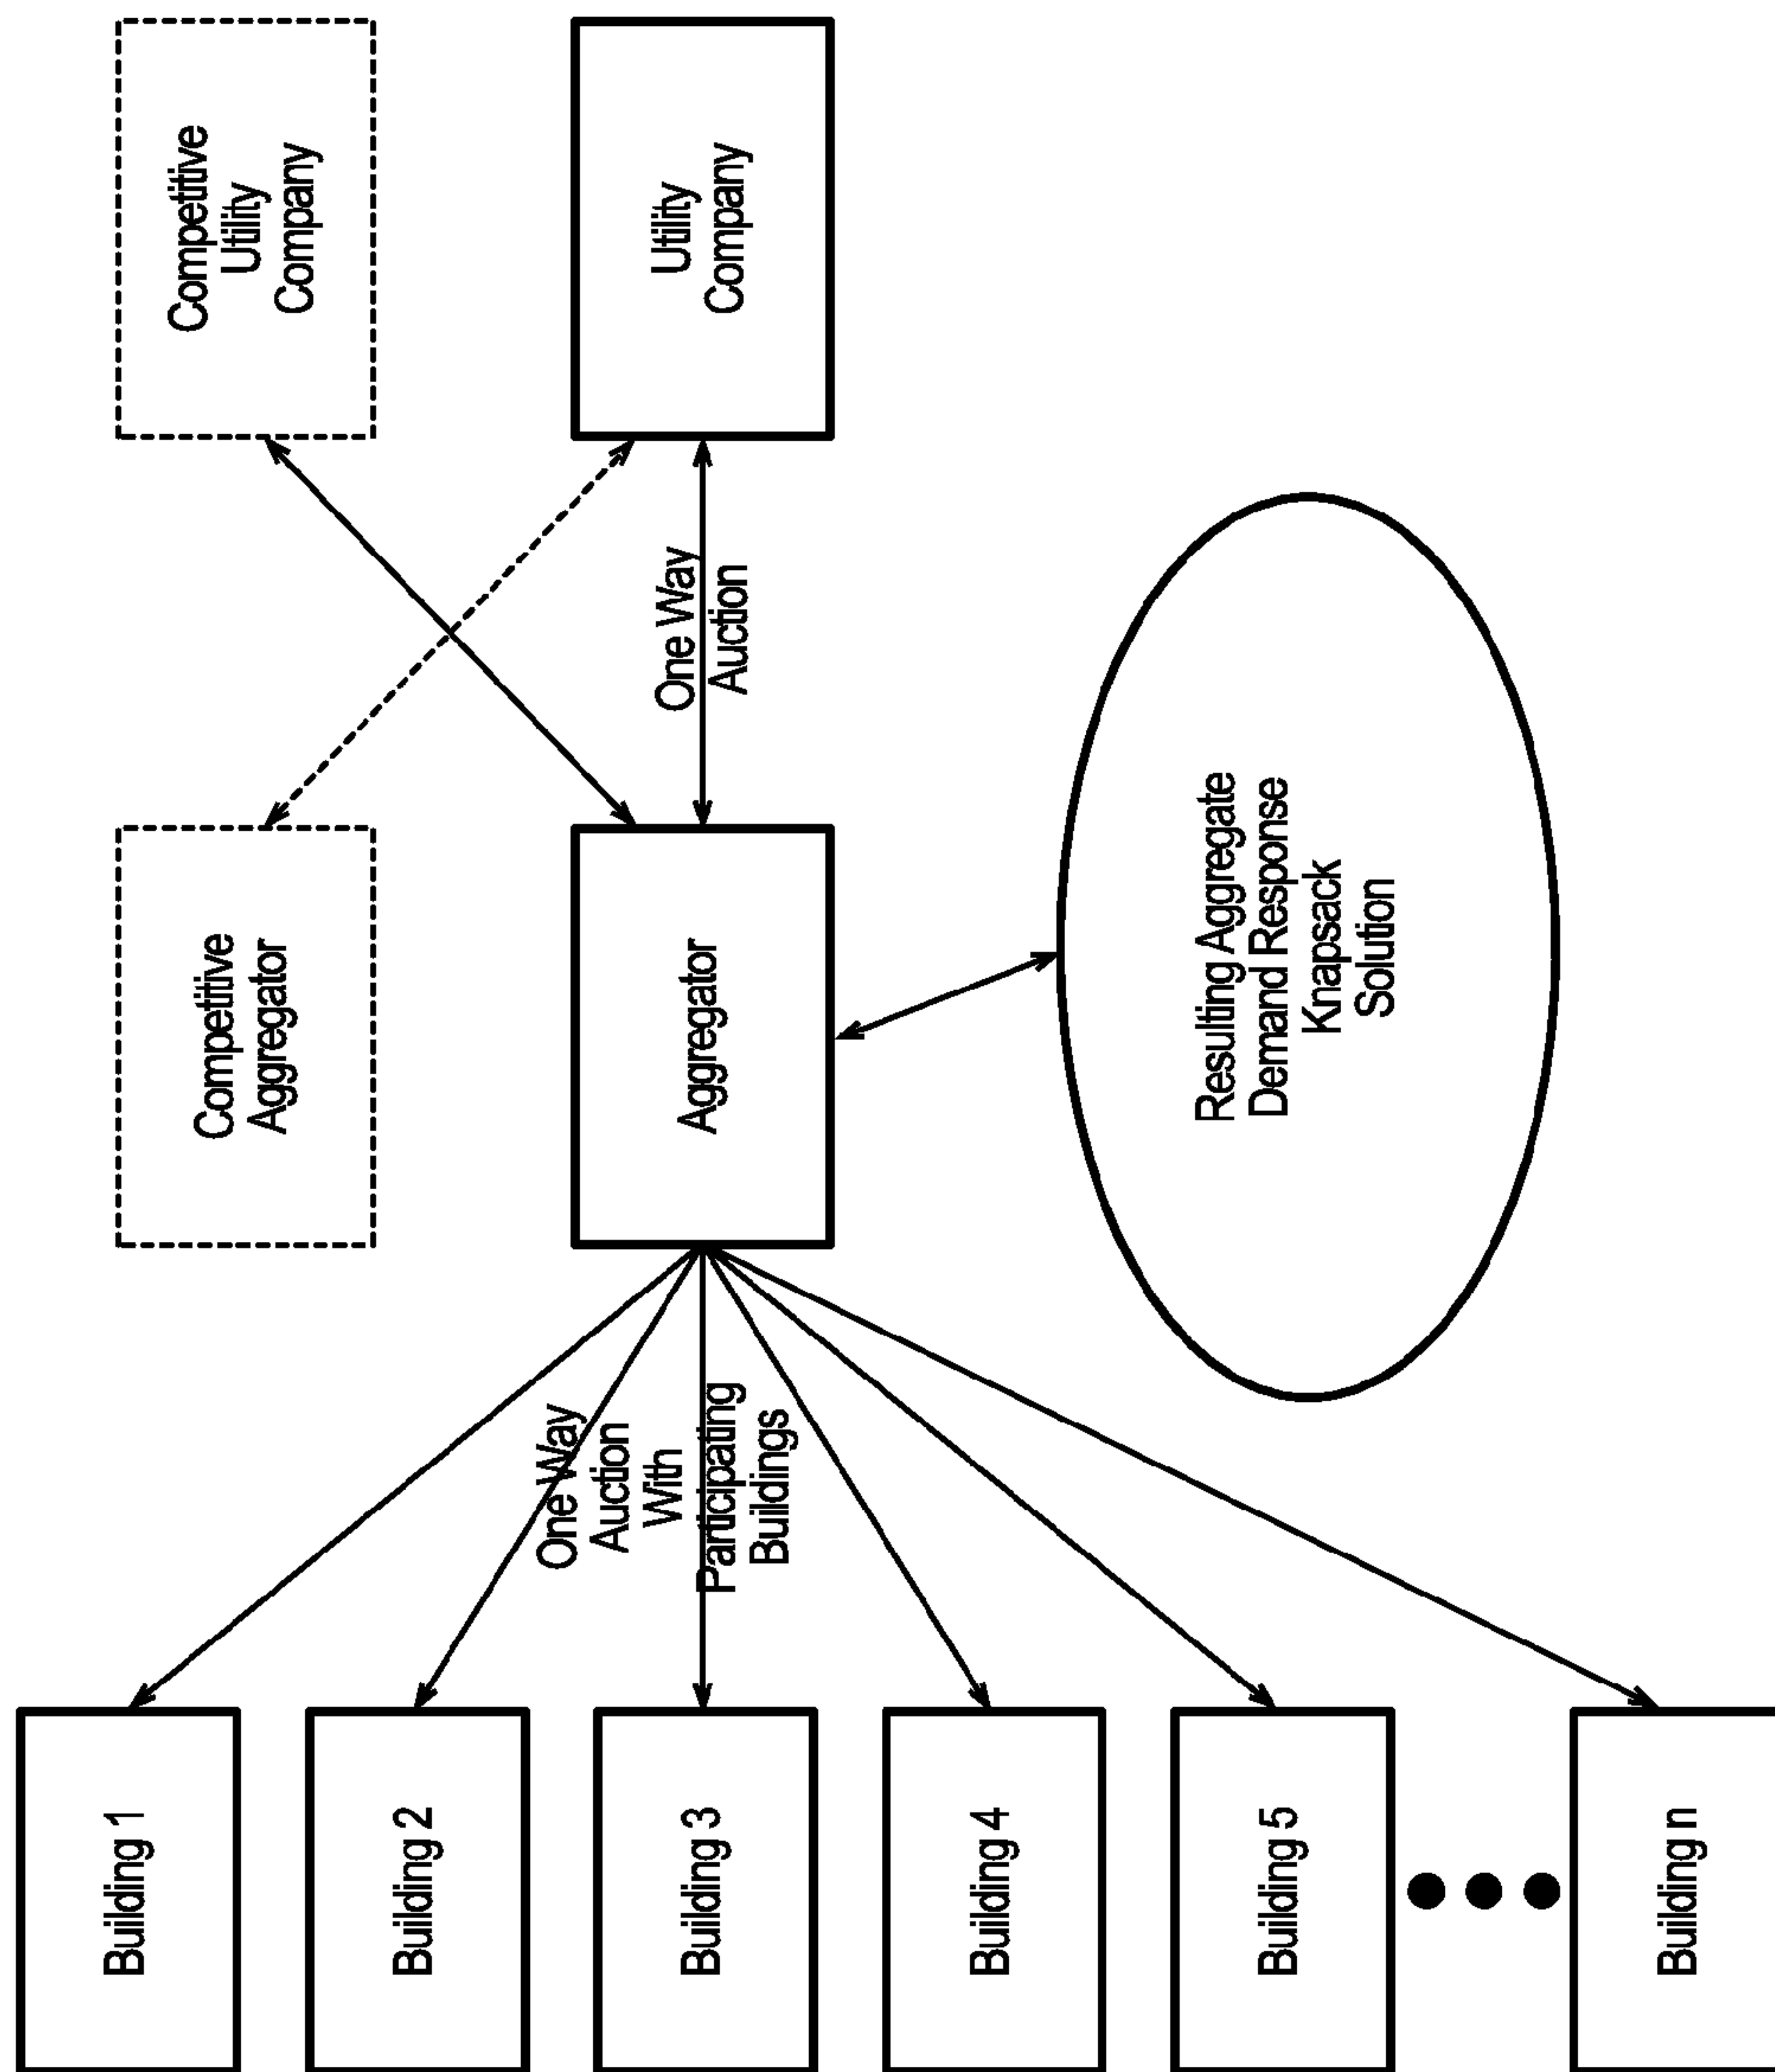 Competitive
Utility
Company
Utility
Company
Competitive
Aggregator
One Way
Auction
Aggregator
Resulting Aggregate
Demand Response
Knapsack
Solution
One Way
Auction
With
Participating
Buildings
Building 1
Building 2
Building 3
Building 4
Building 5
Building n